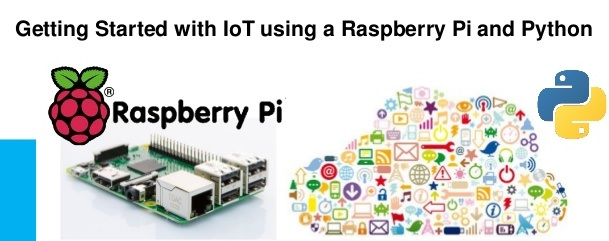 Getting Started with IoT using a Raspberry Pi and Python
Raspberry Pi